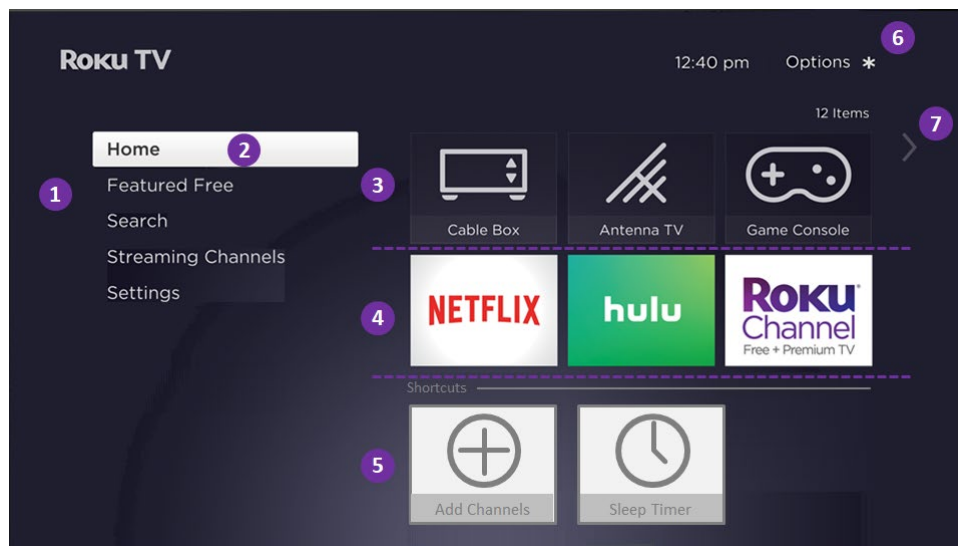 Roku TV
12:40 pm Options *
6
12 Items
7
1
Home
2
Featured Free
Search
Streaming Channels
Settings
3
Cable Box
Antenna TV
Game Console
4
NETFLIX
hulu
Roku
Channel
Free + Premium TV
Shortcuts
5
Add Channels
Sleep Timer